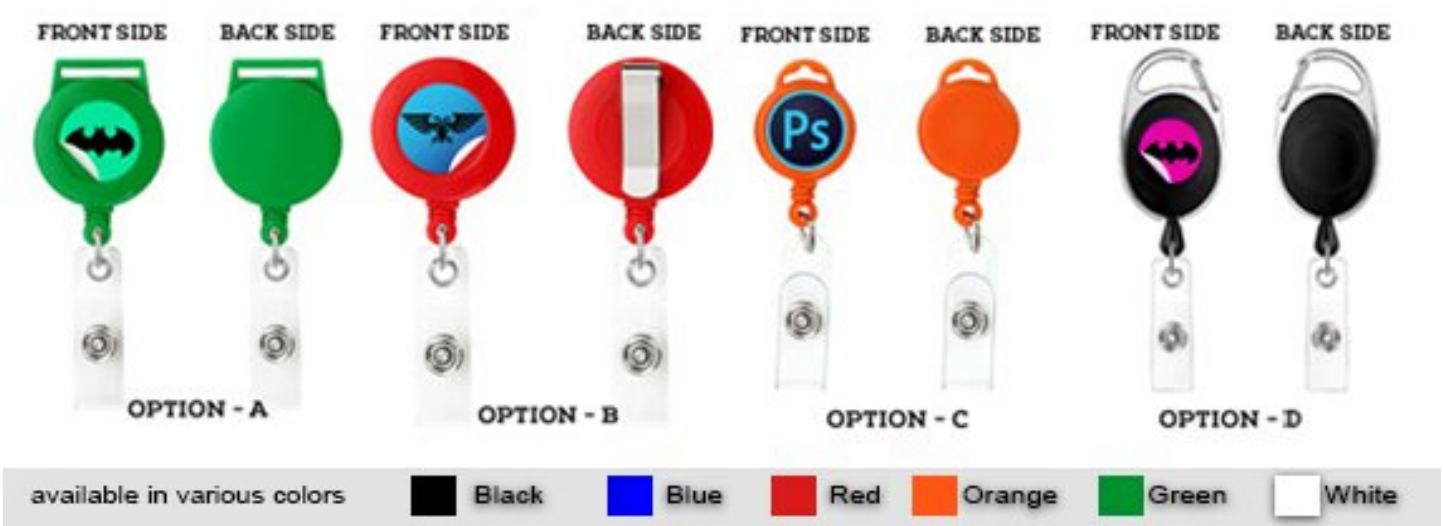 FRONT SIDE BACK SIDE FRONT SIDE BACK SIDE FRONT SIDE BACK SIDE FRONT SIDE BACK SIDE
Ps
OPTION - A OPTION - B OPTION - C OPTION - D
available in various colors Black Blue Red Orange Green White